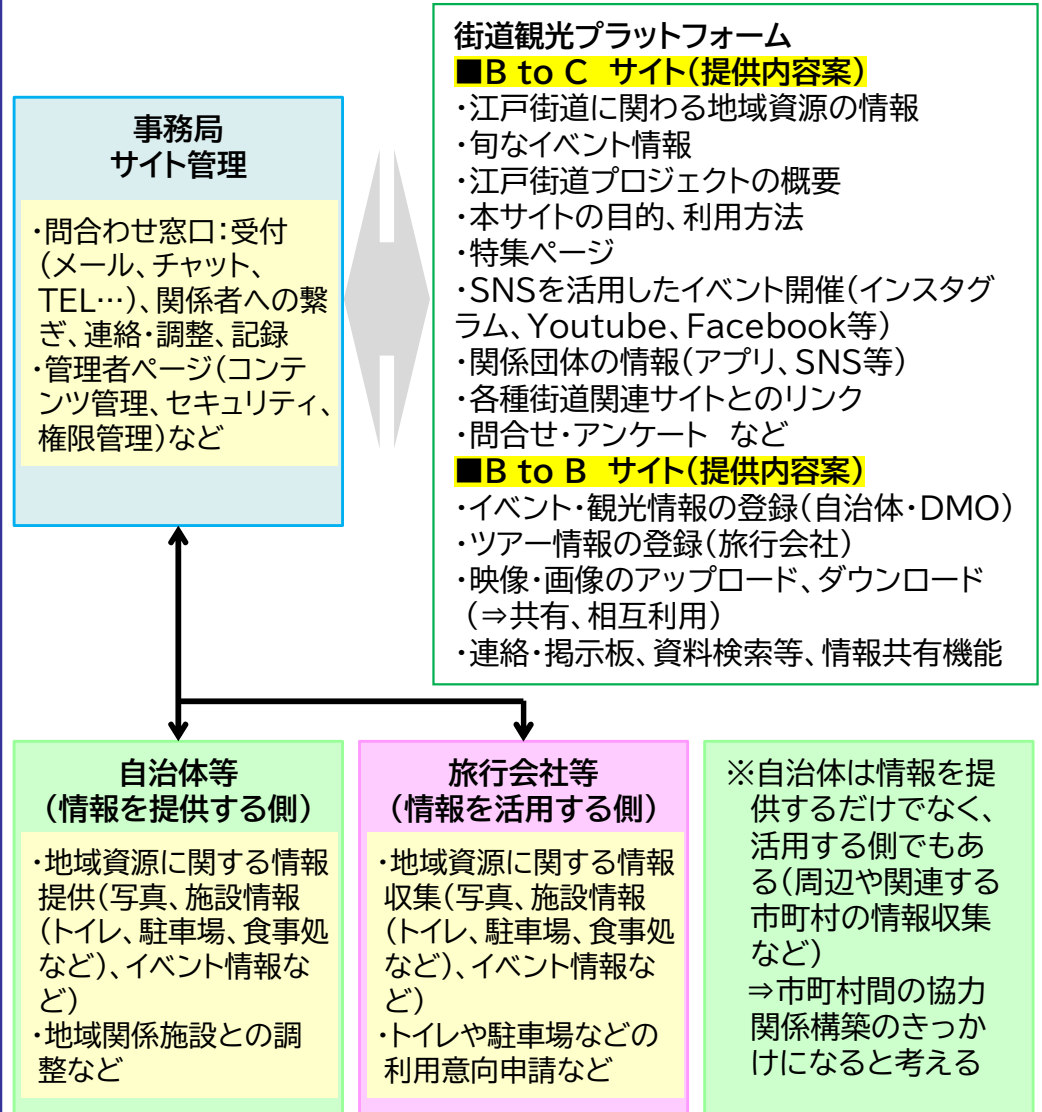 街道観光プラットフォーム
■B to C サイト(提供内容案)
・江戸街道に関わる地域資源の情報
・旬なイベント情報
・江戸街道プロジェクトの概要
・本サイトの目的、利用方法
・特集ページ
・SNSを活用したイベント開催(インスタグ
ラム、Youtube、Facebook等)
・関係団体の情報(アプリ、SNS等)
・各種街道関連サイトとのリンク
・問合せ・アンケート など
■B to B サイト(提供内容案)
・イベント・観光情報の登録(自治体・DMO)
・ツアー情報の登録(旅行会社)
・映像・画像のアップロード、ダウンロード
(⇒共有、相互利用)
・連絡・掲示板、資料検索等、情報共有機能
事務局
サイト管理
・問合わせ窓口:受付
(メール、チャット、
TEL…)、関係者への繋
ぎ、連絡・調整、記録
・管理者ページ(コンテ
ンツ管理、セキュリティ、
権限管理)など
自治体等
(情報を提供する側)
・地域資源に関する情報
提供(写真、施設情報
(トイレ、駐車場、食事処
など)、イベント情報な
ど)
・地域関係施設との調
整など
旅行会社等
(情報を活用する側)
・地域資源に関する情報
収集(写真、施設情報
(トイレ、駐車場、食事処
など)、イベント情報な
ど)
・トイレや駐車場などの
利用意向申請など
※自治体は情報を提
供するだけでなく、
活用する側でもあ
る(周辺や関連する
市町村の情報収集
など)
⇒市町村間の協力
関係構築のきっか
けになると考える